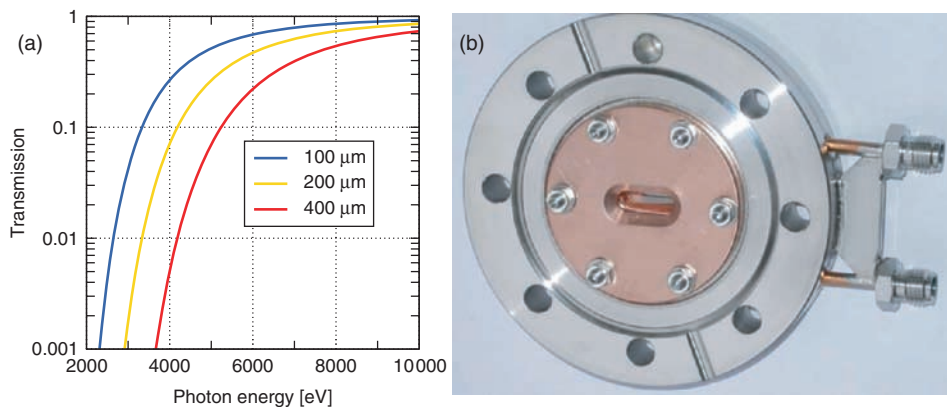 (a)
(b)
1
0.1
0.01
0.001
Transmission
100 µm
200 µm
400 µm
2000 4000 6000 8000 10 000
Photon energy [eV]